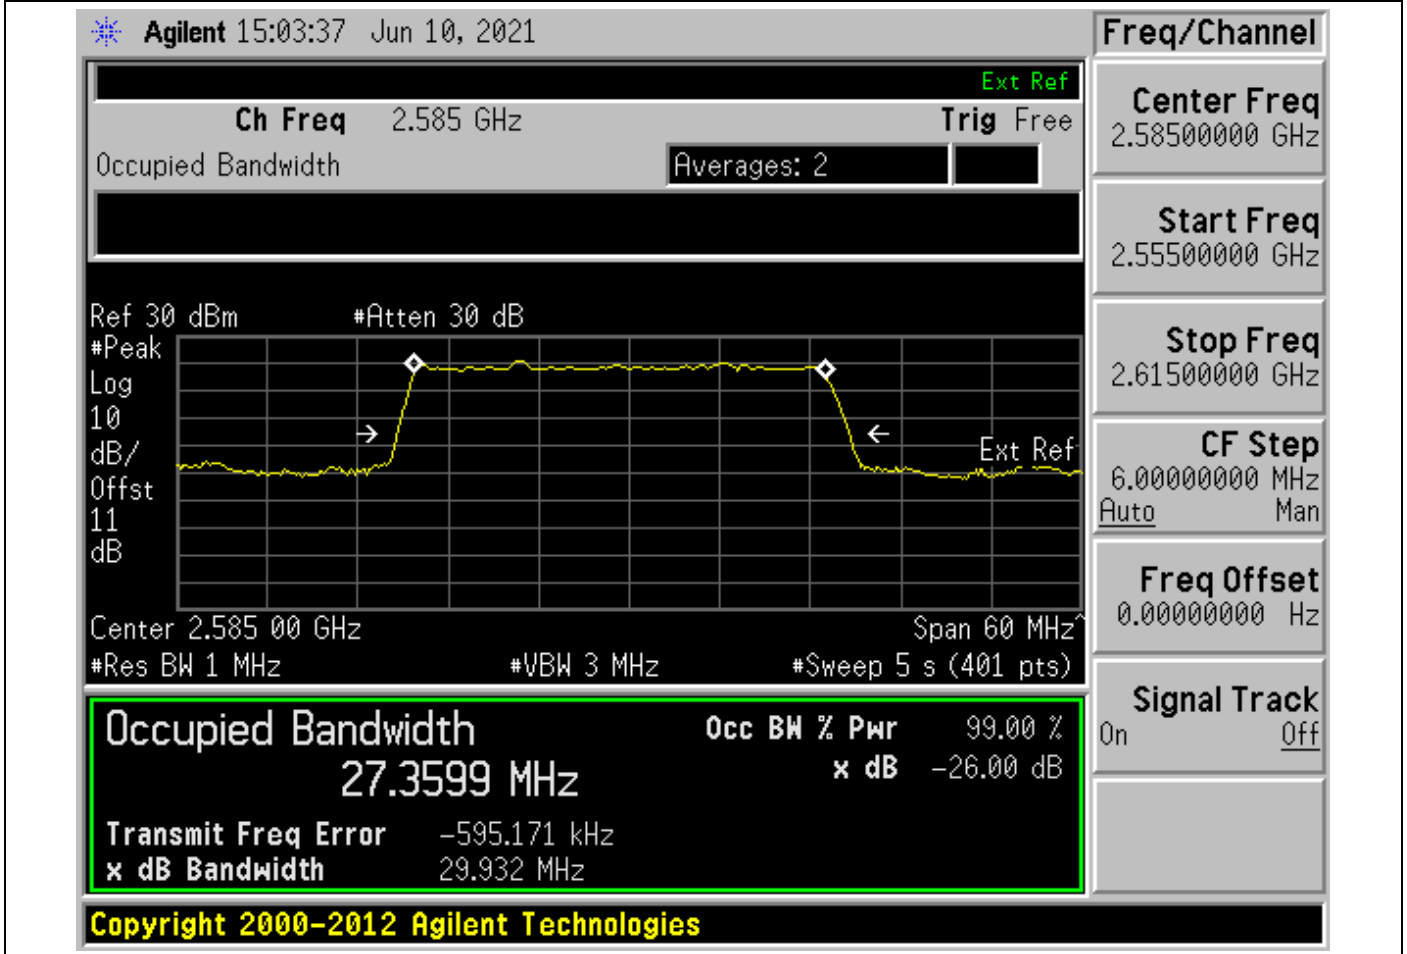 Agilent 15:03:37 Jun 10, 2021
Freq/Channel
Ext Ref
Ch Freq 2.585 GHz Trig Free
Occupied Bandwidth Averages: 2
Ref 30 dBm #Atten 30 dB
#Peak
Log
10
dB/
Offst
11
dB
Ext Ref
Center 2.585 00 GHz Span 60 MHz^
#Res BW 1 MHz #VBW 3 MHz #Sweep 5 s (401 pts)
Occupied Bandwidth
27.3599 MHz
Occ BW % Pwr 99.00 %
x dB -26.00 dB
Transmit Freq Error -595.171 kHz
x dB Bandwidth 29.932 MHz
Copyright 2000-2012 Agilent Technologies
Center Freq
2.58500000 GHz
Start Freq
2.55500000 GHz
Stop Freq
2.61500000 GHz
CF Step
6.00000000 MHz
Auto Man
Freq Offset
0.00000000 Hz
Signal Track
On Off